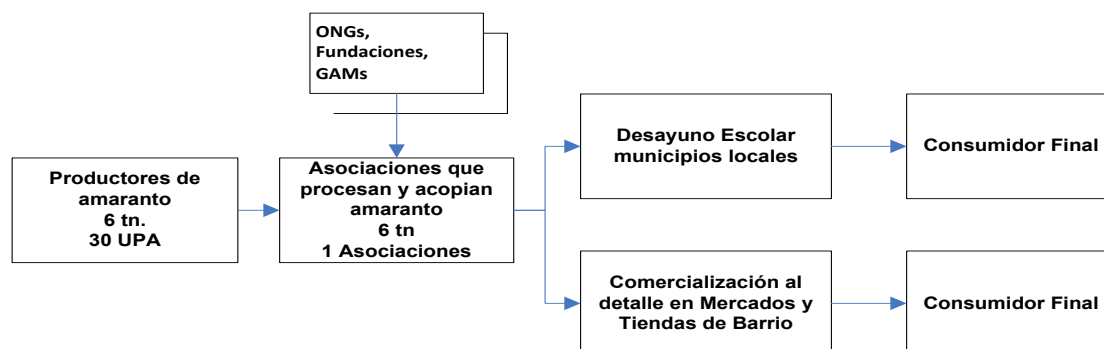 ONGs,
Fundaciones,
GAMs
Productores de
amaranto
6 tn.
30 UPA
Asociaciones que
procesan y acopian
amaranto
6 tn
1 Asociaciones
Desayuno Escolar
municipios locales
Consumidor Final
Comercialización al
detalle en Mercados y
Tiendas de Barrio
Consumidor Final